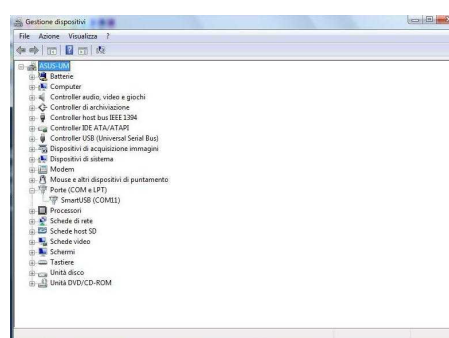 Gestione dispositivi
File Azione Visualizza ?
ASUS-UM
Batterie
Computer
Controller audio, video e giochi
Controller di archiviazione
Controller host bus IEEE 1394
Controller IDE ATA/ATAPI
Controller USB (Universal Serial Bus)
Dispositivi di acquisizione immagini
Dispositivi di sistema
Modem
Mouse e altri dispositivi di puntamento
Porte (COM e LPT)
SmartUSB (COM11)
Processori
Schede di rete
Schede host SD
Schede video
Schermi
Tastiere
Unità disco
Unità DVD/CD-ROM